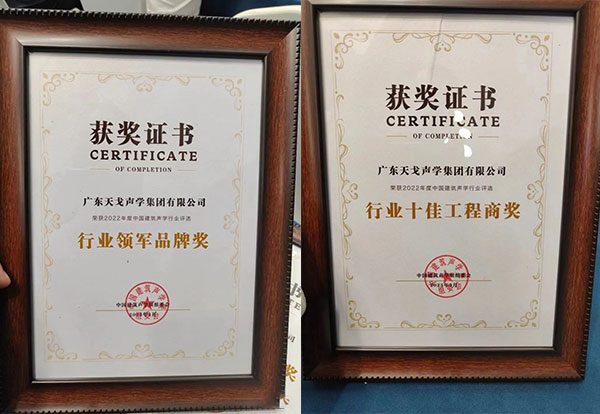 获奖证书
CERTIFICATE
OF COMPLETION
广东天戈声学集团有限公司
荣获2022年度中国建筑声学行业评选
行业领军品牌奖
获奖证书
CERTIFICATE
OF COMPLETION
广东天戈声学集团有限公司
荣获2022年度中国建筑声学行业评选
行业十佳工程商奖